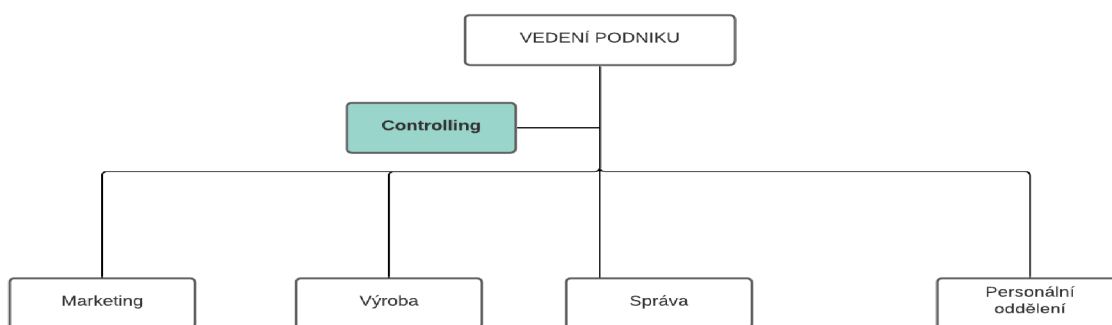 VEDENÍ PODNIKU
Controlling
Marketing
Výroba
Správa
Personální
oddělení